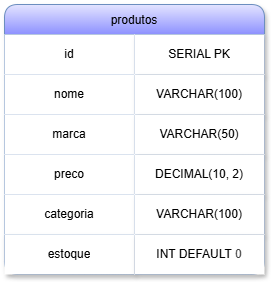 produtos
id SERIAL PK
nome VARCHAR(100)
marca VARCHAR(50)
preco DECIMAL(10, 2)
categoria VARCHAR(100)
estoque INT DEFAULT 0